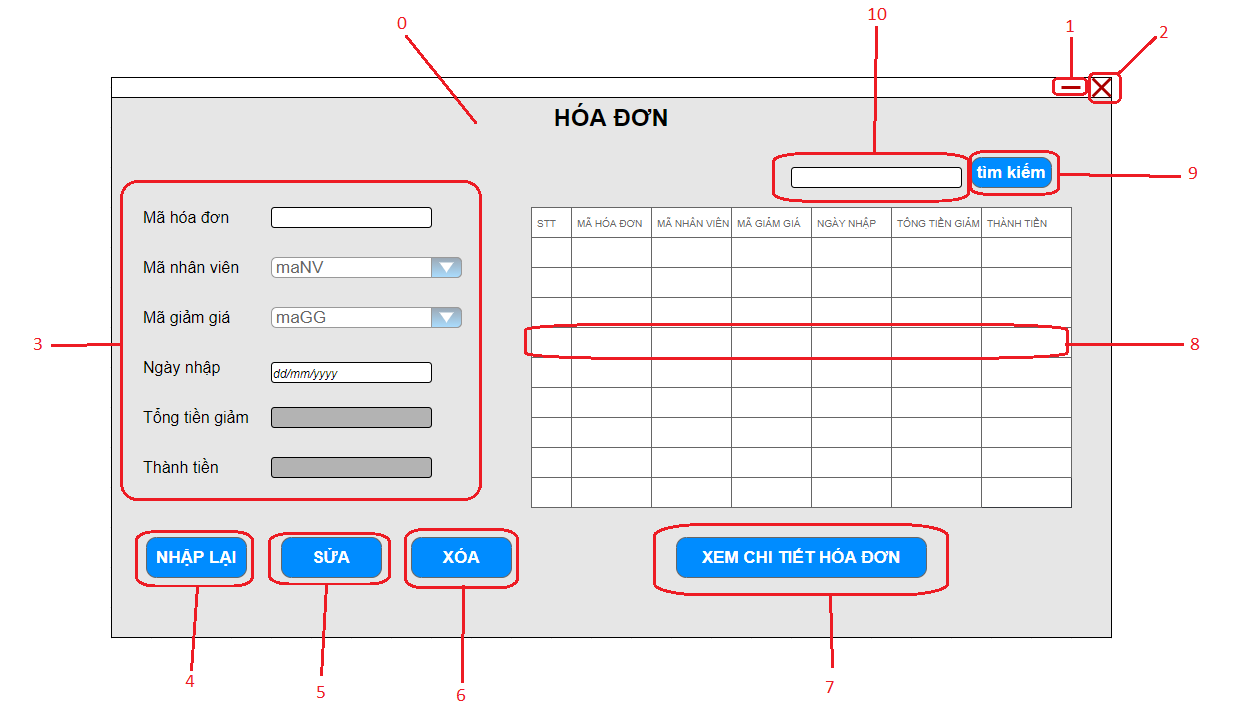 0
10
1
2
HÓA ĐƠN
tìm kiếm
9
Mã hóa đơn
STT MÃ HÓA ĐƠN MÃ NHÂN VIÊN MÃ GIẢM GIÁ NGÀY NHẬP TỔNG TIỀN GIẢM THÀNH TIỀN
Mã nhân viên maNV
Mã giảm giá maGG
3
8
Ngày nhập dd/mm/yyyy
Tổng tiền giảm
Thành tiền
NHẬP LẠI SỬA XÓA XEM CHI TIẾT HÓA ĐƠN
4
5
6
7